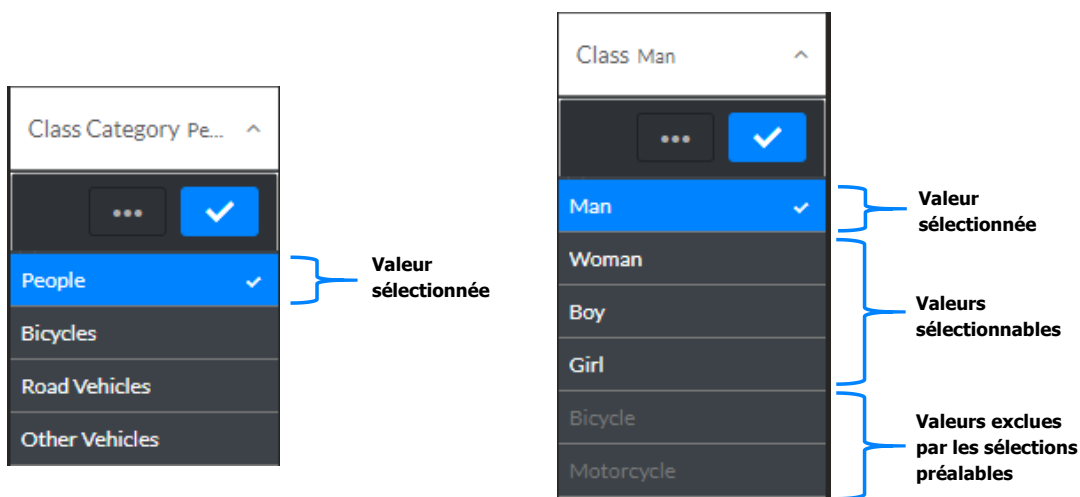 Class Category Pe...
People
Bicycles
Road Vehicles
Other Vehicles
Valeur
sélectionnée
Class Man
Man
Woman
Boy
Girl
Bicycle
Motorcycle
Valeur
sélectionnée
Valeurs
sélectionnables
Valeurs exclues
par les sélections
préalables